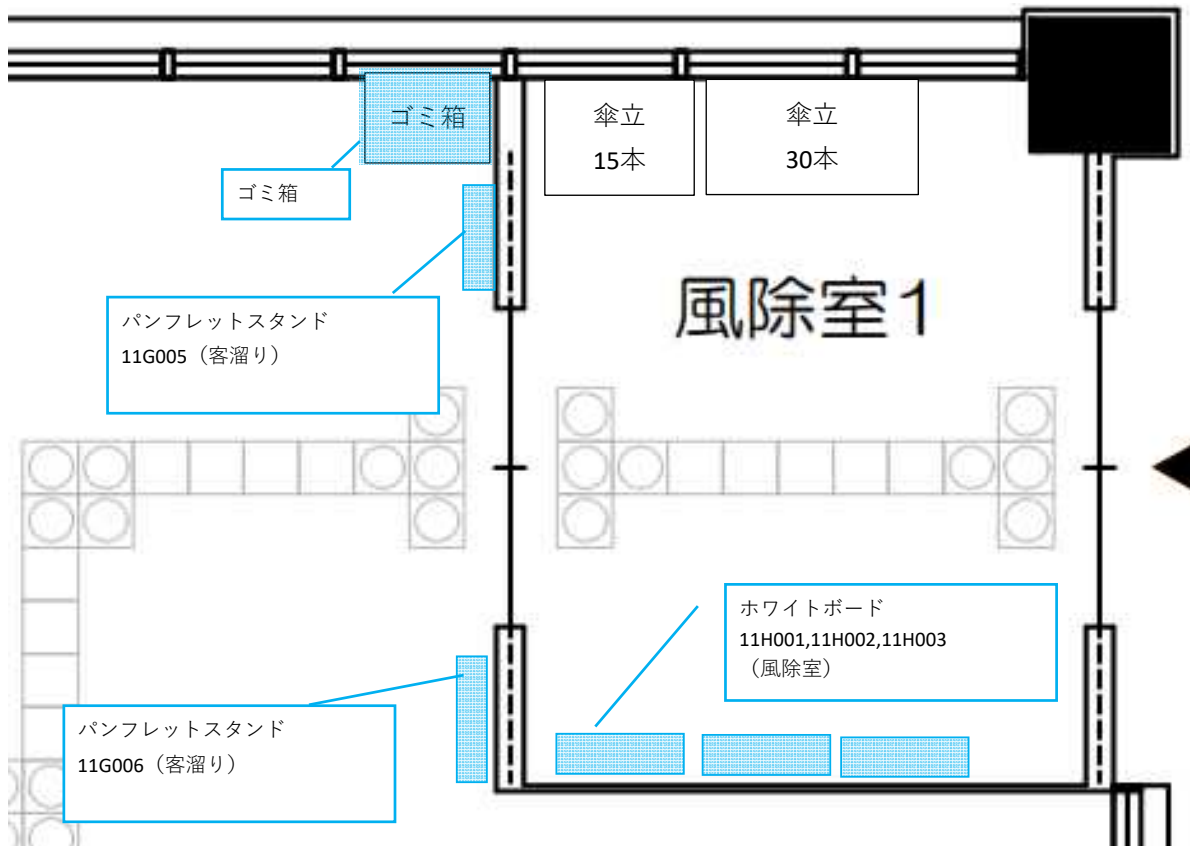 ゴミ箱
傘立
15本
傘立
30本
ゴミ箱
風除室1
パンフレットスタンド
11G005（客溜り）
ホワイトボード
11H001,11H002,11H003
（風除室）
パンフレットスタンド
11G006（客溜り）